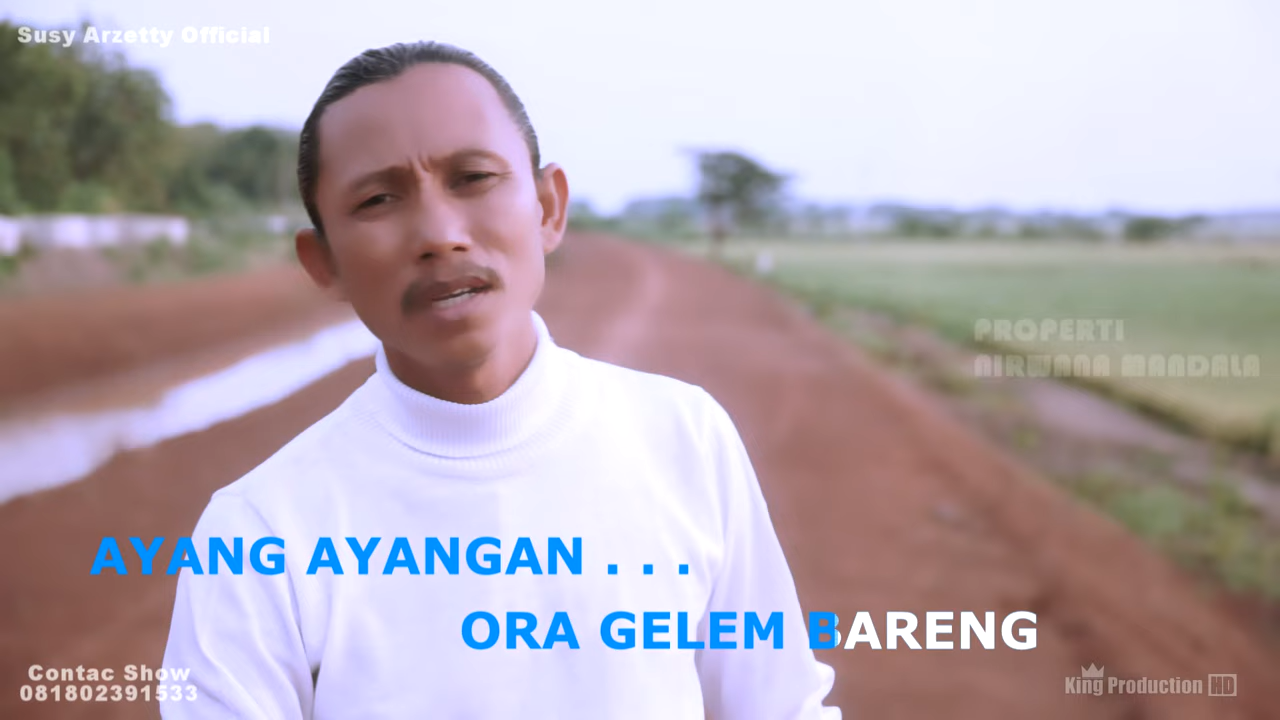 Susy Arzetty Official
PROPERTI
NIRWANA MANDALA
AYANG AYANGAN . . .
ORA GELEM BARENG
Contac Show
081802391533
King Production HD